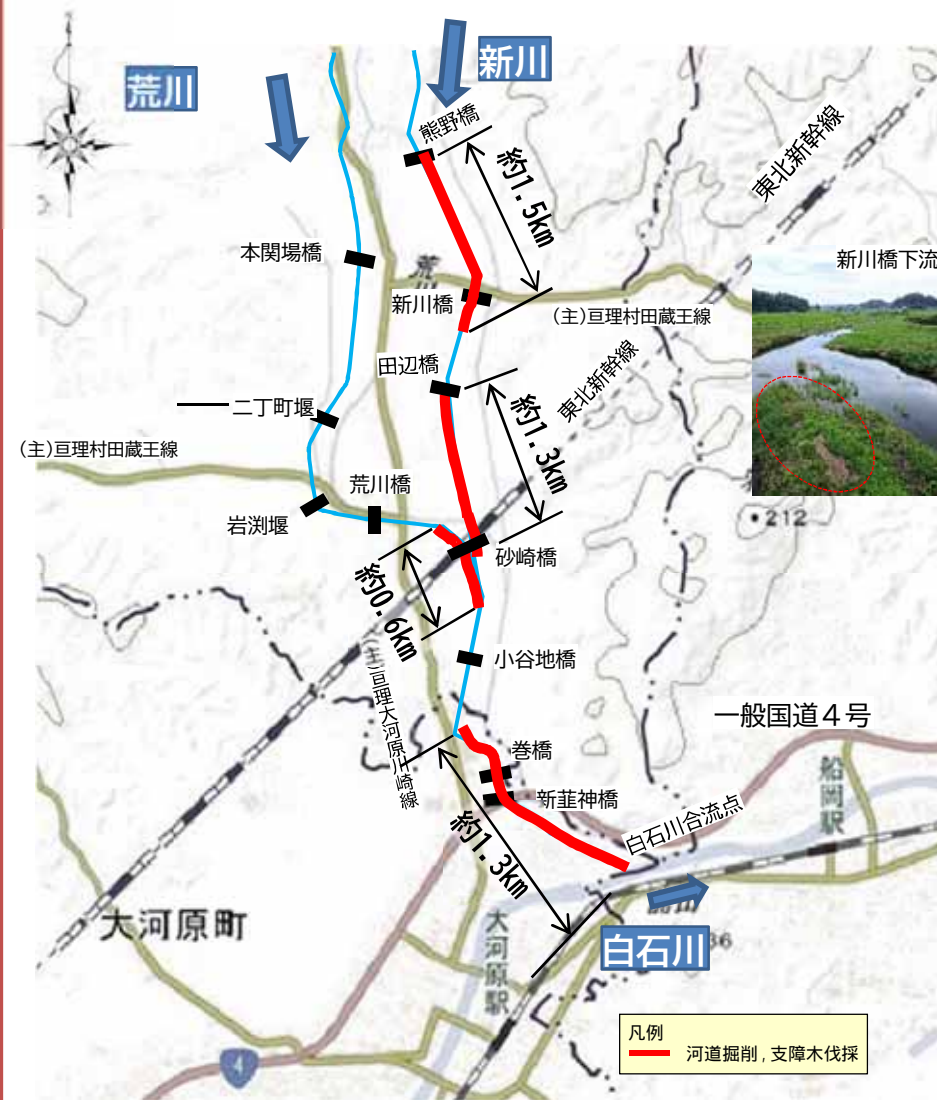 新川
荒川
熊野橋
約1.5km
東北新幹線
本関場橋
荒川
新川橋下流
新川橋
(主)亘理村田蔵王線
田辺橋
東北新幹線
約1.3km
二丁町堰
(主)亘理村田蔵王線
荒川橋
岩渕堰
・212
砂崎橋
約0.6km
小谷地橋
(主)亘理大河原川崎線
一般国道4号
巻橋
船岡駅
新韮神橋
白石川合流点
約1.3km
大河原町
大河原駅
白石川
36
凡例
河道掘削,支障木伐採
4